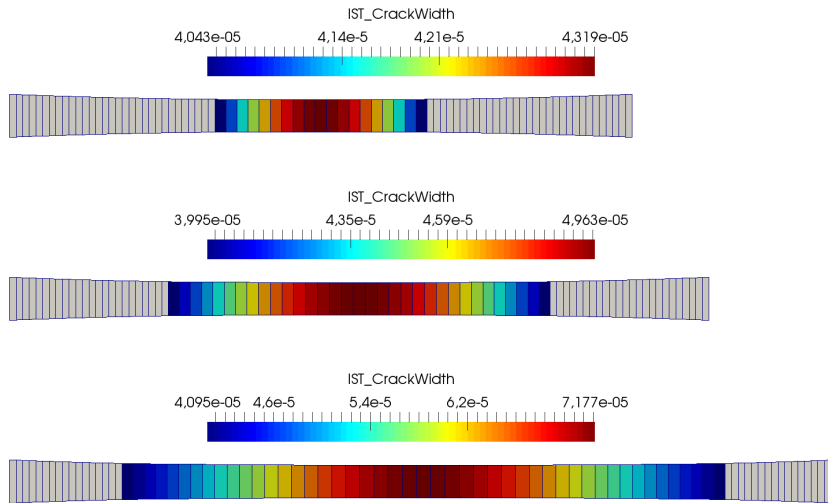 IST_CrackWidth
4,043e-05 4,14e-5 4,21e-5 4,319e-05
IST_CrackWidth
3,995e-05 4,35e-5 4,59e-5 4,963e-05
IST_CrackWidth
4,095e-05 4,6e-5 5,4e-5 6,2e-5 7,177e-05